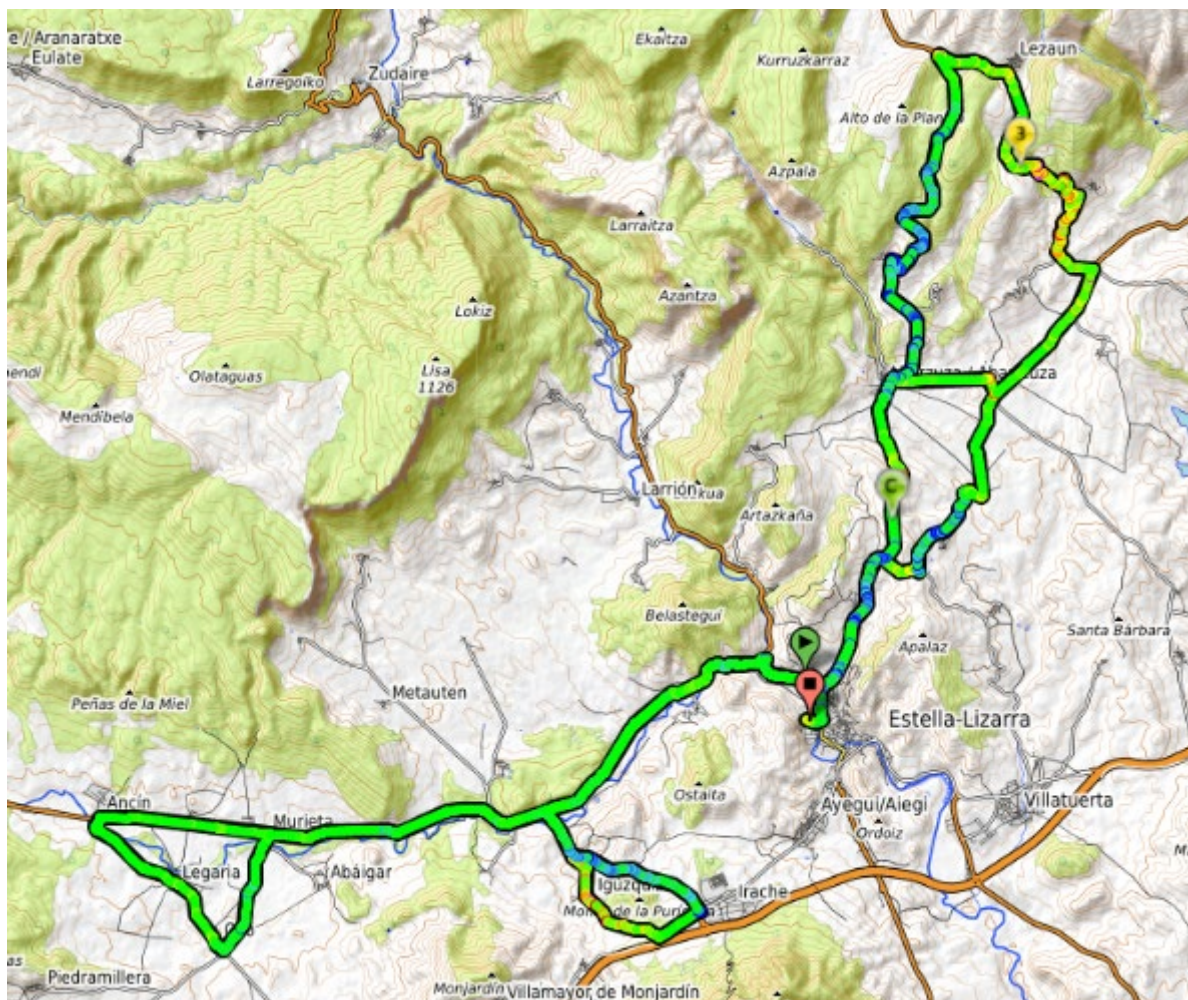 e / Aranaratxe
Eulate
Larregoiko
Zudaire
Ekaitza
Kurruzkarraz
Lezaun
Alto de la Plan
3
Azpala
Larraitza
Azantza
Lokiz
Lisa
1126
Olataguas
Mendibela
Larrión
Artazkaña
C
Belastegui
Apalaz
Santa Bárbara
Peñas de la Miel
Metauten
Estella-Lizarra
Ostaita
Ayegui/Aiegi
Ordoiz
Villatuerta
Ancín
Murieta
Legaria
Abáigar
Irache
Piedramillera
Monjardín
Villamayor de Monjardín